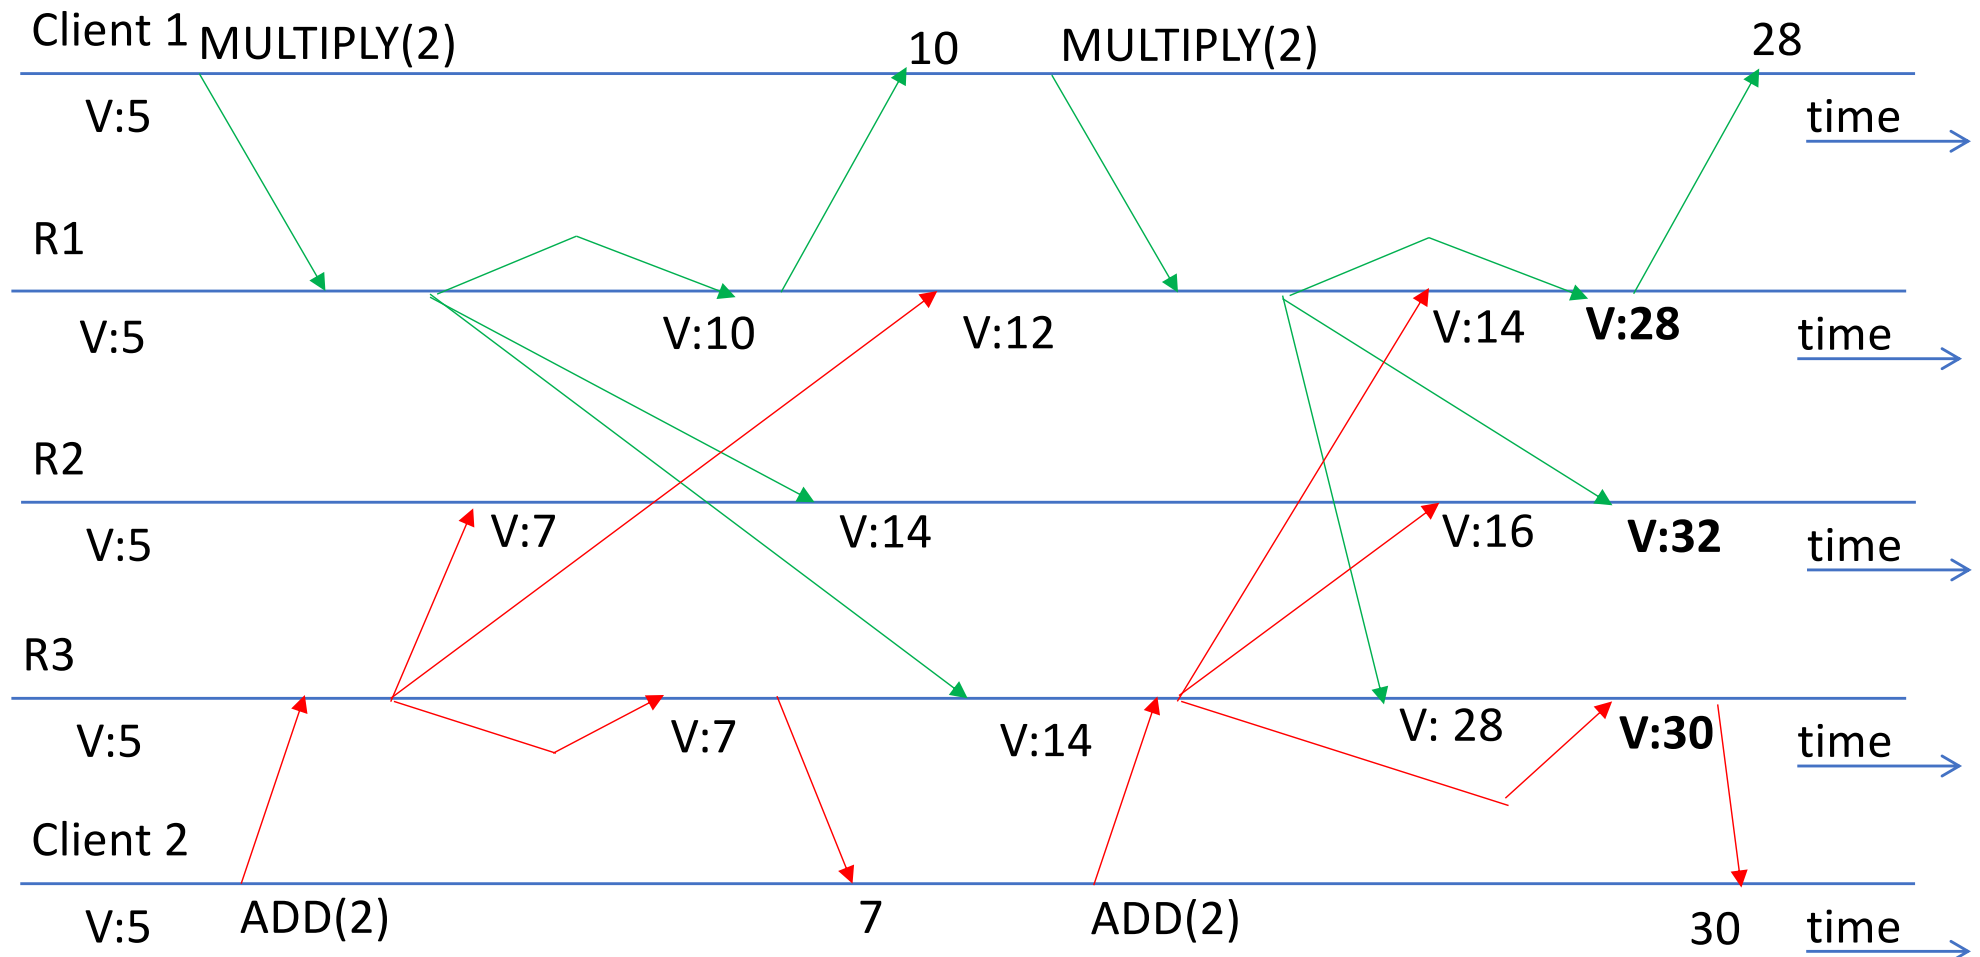 Client 1 MULTIPLY(2) 10 MULTIPLY(2) 28
V:5 time
R1
V:5 V:10 V:12 V:14 V:28 time
R2
V:5 V:7 V:14 V:16 V:32 time
R3
V:5 V:7 V:14 V: 28 V:30 time
Client 2
V:5 ADD(2) 7 ADD(2) 30 time